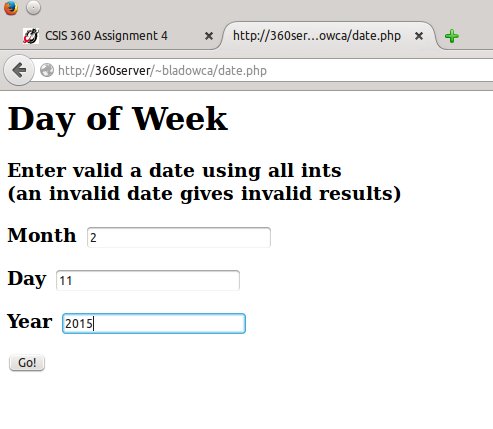 CSIS 360 Assignment 4
http://360ser...owca/date.php
http://360server/~bladowca/date.php
Day of Week
Enter valid a date using all ints
(an invalid date gives invalid results)
Month 2
Day 11
Year 2015
Go!